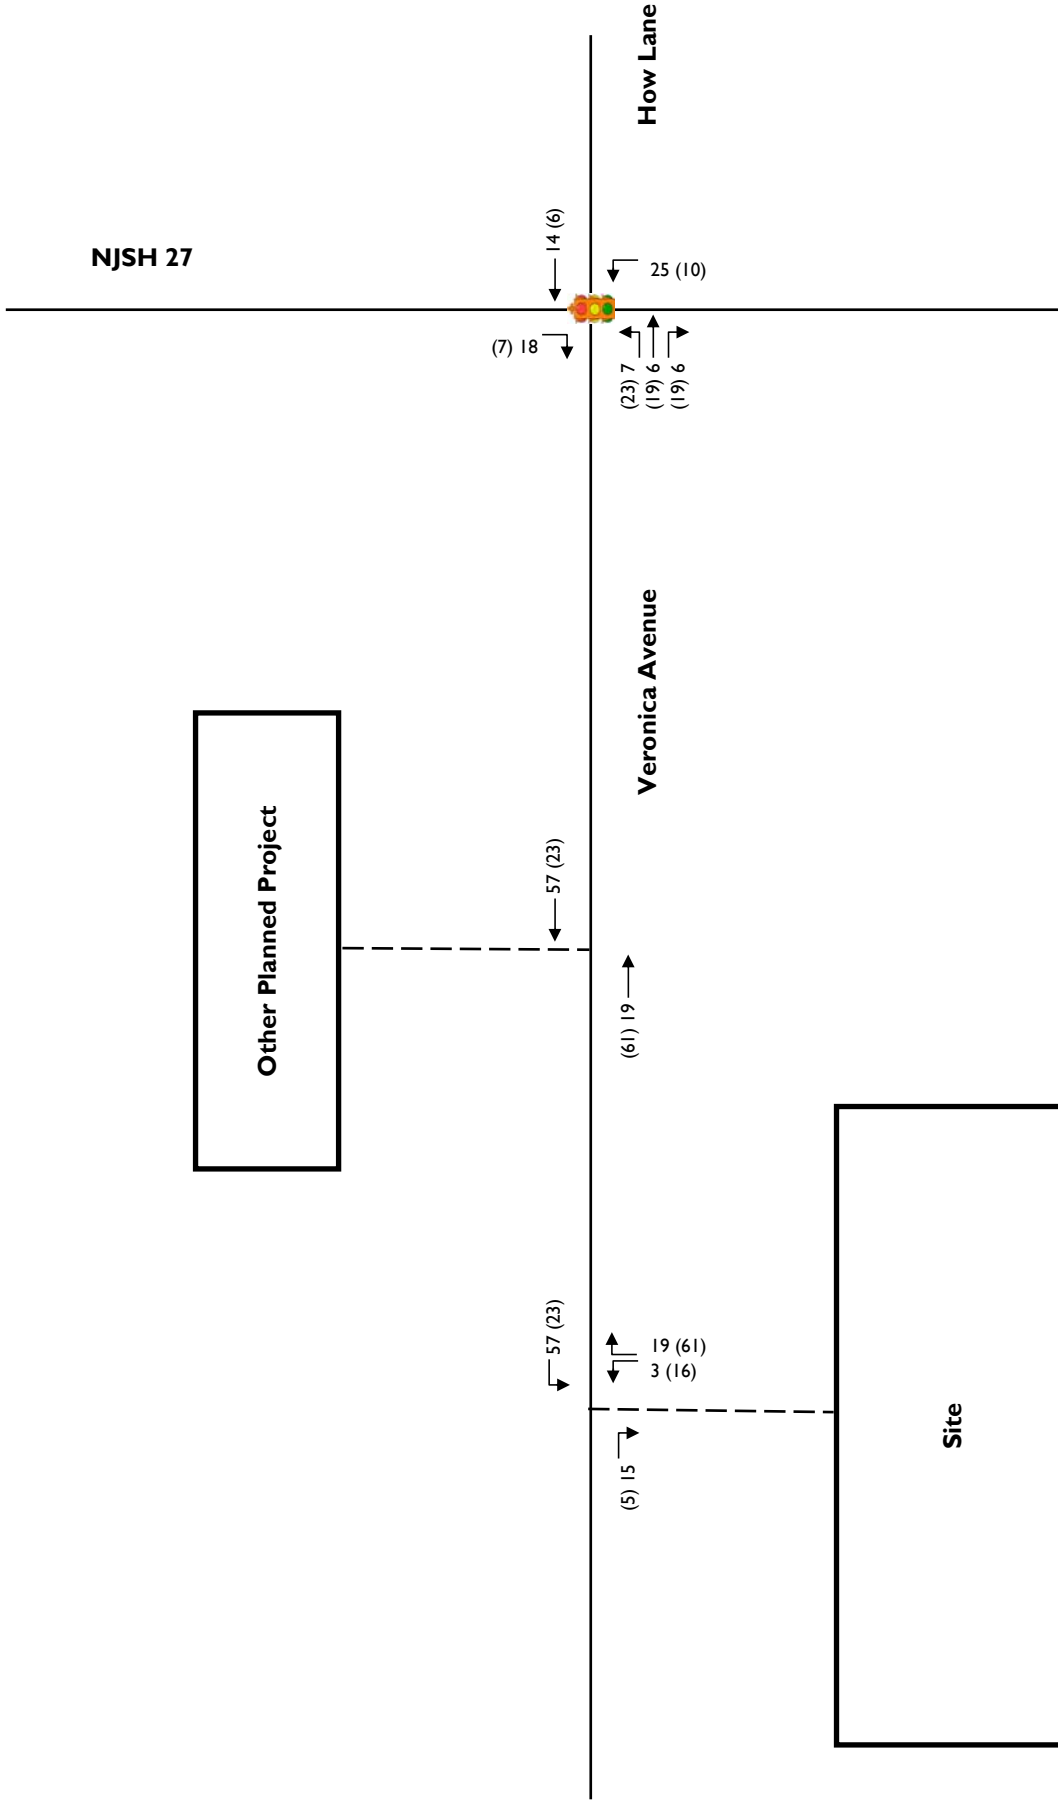 How Lane
14 (6)
NJSH 27
25 (10)
(7) 18
(23) 7
(19) 6
(19) 6
Veronica Avenue
Other Planned Project
57 (23)
(61) 19
57 (23)
19 (61)
3 (16)
Site
(5) 15